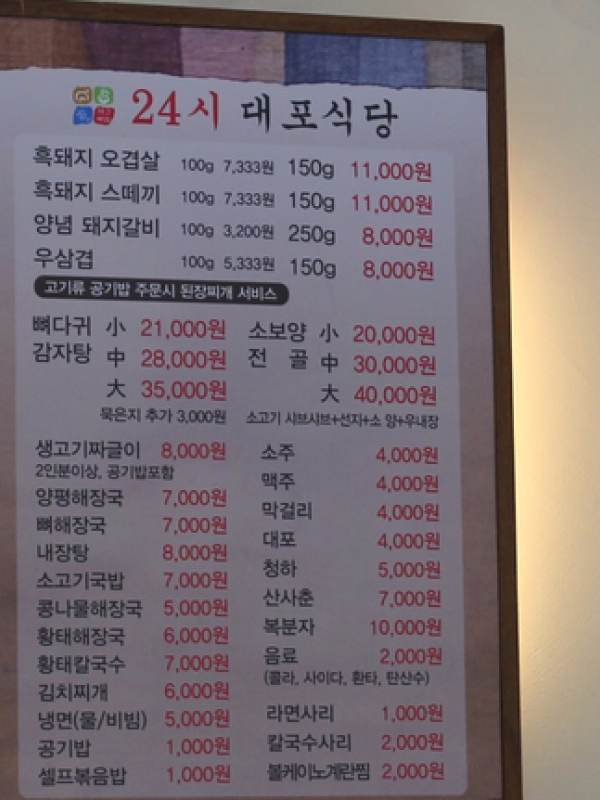 24시 대포식당
흑돼지 오겹살 100g 7,333원 150g 11,000원
흑돼지 스떼끼 100g 7,333원 150g 11,000원
양념 돼지갈비 100g 3,200원 250g 8,000원
우삼겹 100g 5,333원 150g 8,000원
고기류 공기밥 주문시 된장찌개 서비스
뼈다귀 小 21,000원
감자탕 中 28,000원
大 35,000원
묵은지 추가 3,000원
소보양 小 20,000원
전 골 中 30,000원
大 40,000원
소고기 샤브샤브+선지+소 양+우내장
생고기짜글이 8,000원
2인분이상, 공기밥포함
양평해장국 7,000원
뼈해장국 7,000원
내장탕 8,000원
소고기국밥 7,000원
콩나물해장국 5,000원
황태해장국 6,000원
황태칼국수 7,000원
김치찌개 6,000원
냉면(물/비빔) 5,000원
공기밥 1,000원
셀프볶음밥 1,000원
소주 4,000원
맥주 4,000원
막걸리 4,000원
대포 4,000원
청하 5,000원
산사춘 7,000원
복분자 10,000원
음료 2,000원
(콜라, 사이다, 환타, 탄산수)
라면사리 1,000원
칼국수사리 2,000원
볼케이노계란찜 2,000원